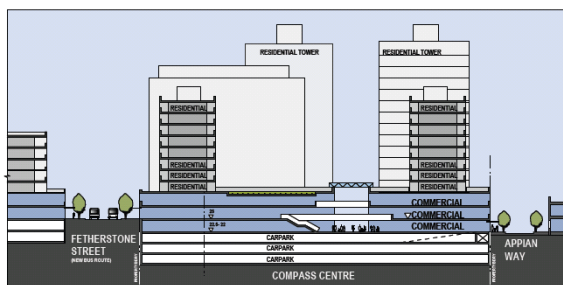 RESIDENTIAL TOWER
RESIDENTIAL TOWER
RESIDENTIAL
RESIDENTIAL
RESIDENTIAL
RESIDENTIAL
RESIDENTIAL
RESIDENTIAL
RESIDENTIAL
RESIDENTIAL
COMMERCIAL
COMMERCIAL
COMMERCIAL
CARPARK
CARPARK
CARPARK
FETHERSTONE
STREET
(NEW BUS ROUTE)
APPIAN
WAY
COMPASS CENTRE